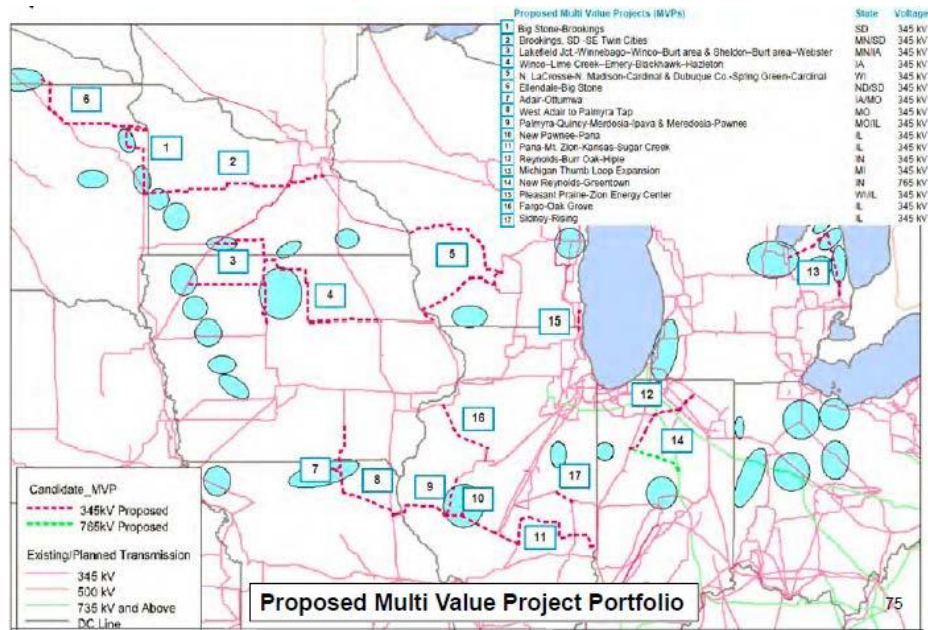 Proposed Multi Value Projects (MVPs) State Voltage
1 Big Stone-Brookings SD 345 kV
2 Brookings, SD -SE Twin Cities MN/SD 345 kV
3 Lakefield Jct.-Winnebago-Winco-Burt area & Sheldon-Burt area-Webster MN/IA 345 kV
4 Winco-Lime Creek-Emery-Blackhawk-Hazleton IA 345 kV
5 N. LaCrosse-N. Madison-Cardinal & Dubuque Co.-Spring Green-Cardinal WI 345 kV
6 Ellendale-Big Stone ND/SD 345 kV
7 Adair-Ottumwa IA/MO 345 kV
8 West Adair to Palmyra Tap MO 345 kV
9 Palmyra-Quincy-Merdosia-Ipava & Meredosia-Pawnee MO/IL 345 kV
10 New Pawnee-Pana IL 345 kV
11 Pana-Mt. Zion-Kansas-Sugar Creek IL 345 kV
12 Reynolds-Burr Oak-Hiple IN 345 kV
13 Michigan Thumb Loop Expansion MI 345 kV
14 New Reynolds-Greentown IN 765 kV
15 Pleasant Prairie-Zion Energy Center WI/IL 345 kV
16 Fargo-Oak Grove IL 345 kV
17 Sidney-Rising IL 345 kV
6
1
2
5
3
13
4
15
12
16
14
7
8
9
10
17
11
Candidate_MVP
345kV Proposed
765kV Proposed
Existing/Planned Transmission
345 kV
500 kV
735 kV and Above
DC Line
Proposed Multi Value Project Portfolio
75